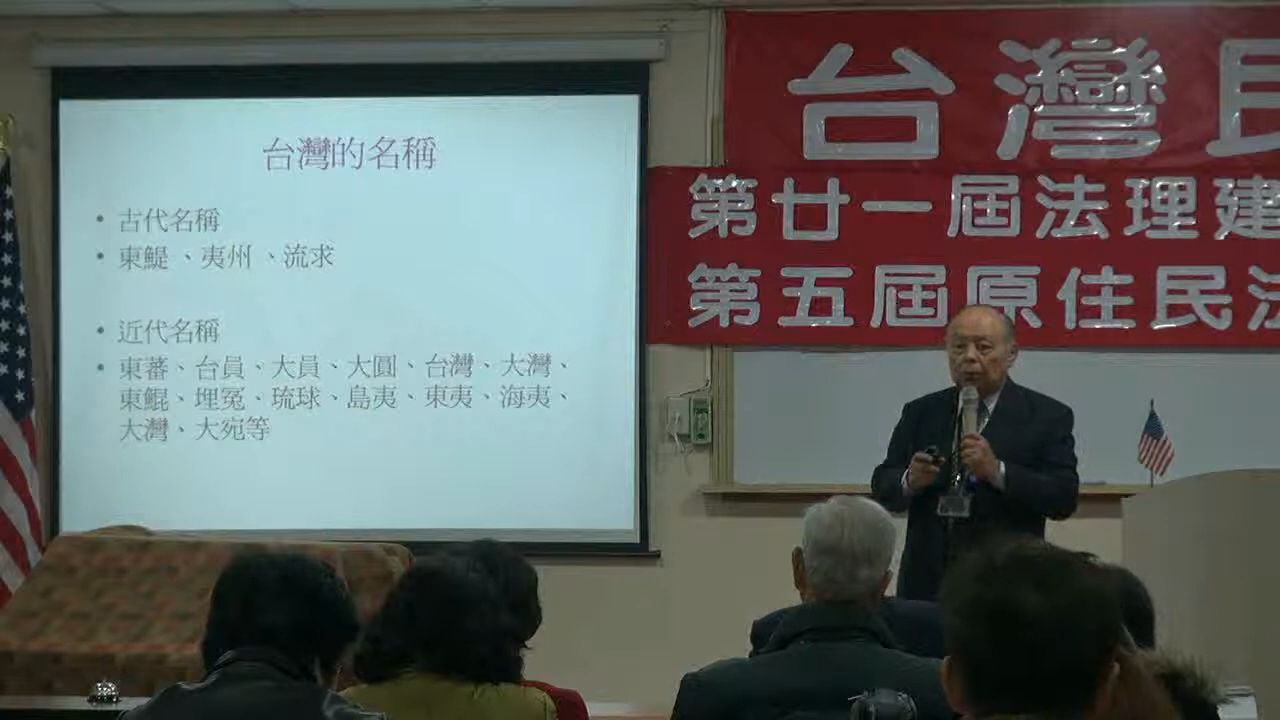 台灣的名稱
• 古代名稱
• 東鯷、夷州、流求
• 近代名稱
• 東蕃、台員、大員、大圓、台灣、大灣、
東鯤、埋冤、琉球、島夷、東夷、海夷、
大灣、大宛等
台灣民
第廿一屆法理建
第五屆原住民法